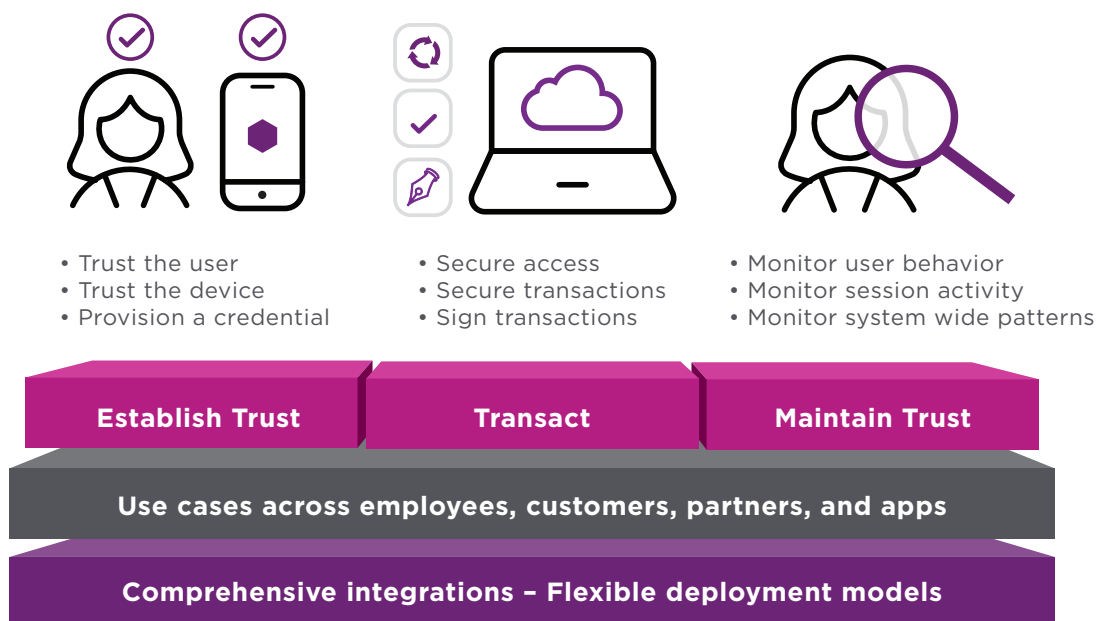 • Trust the user
• Trust the device
• Provision a credential
• Secure access
• Secure transactions
• Sign transactions
• Monitor user behavior
• Monitor session activity
• Monitor system wide patterns
Establish Trust
Transact
Maintain Trust
Use cases across employees, customers, partners, and apps
Comprehensive integrations – Flexible deployment models